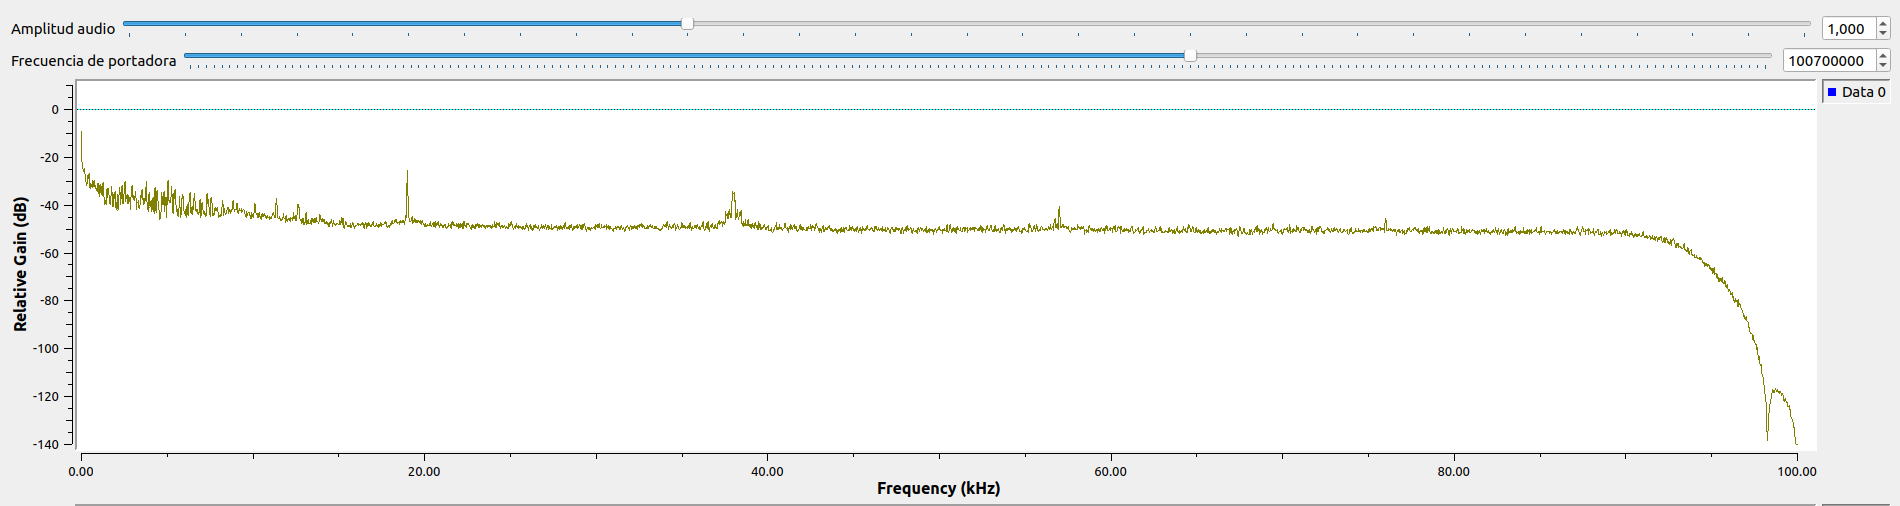 Amplitud audio 1,000
Frecuencia de portadora 100700000
Data 0
0
-20
-40
-60
-80
-100
-120
-140
Relative Gain (dB)
0.00 20.00 40.00 60.00 80.00 100.00
Frequency (kHz)